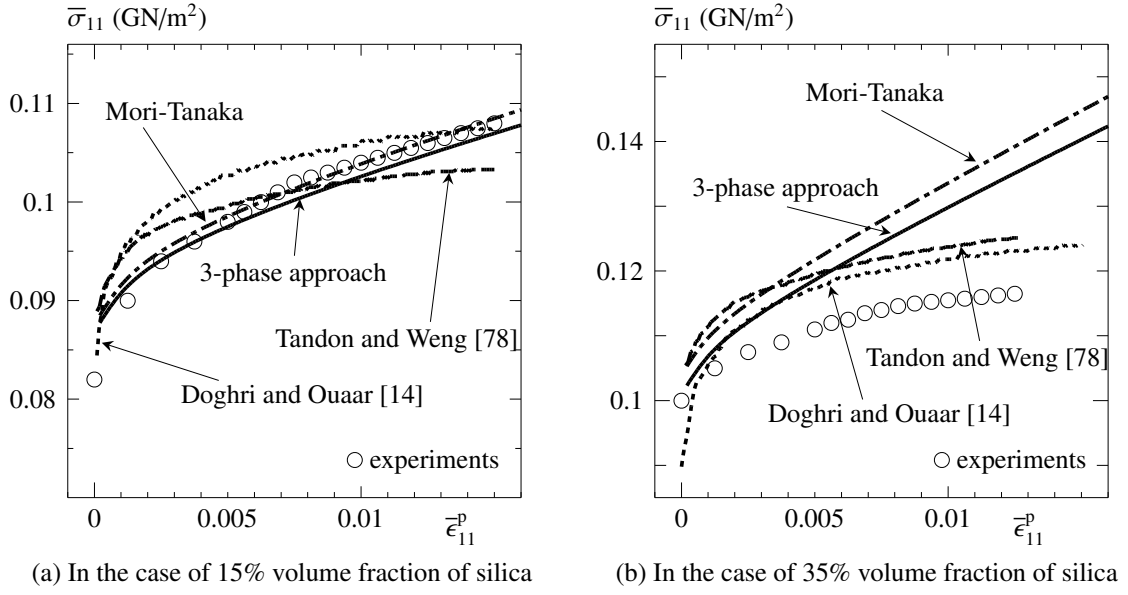 σ̅₁₁ (GN/m²)
0.11
0.1
0.09
0.08
Mori-Tanaka
3-phase approach
Tandon and Weng [78]
Doghri and Ouaar [14]
experiments
0
0.005
0.01
ϵ̅ᵖ₁₁
(a) In the case of 15% volume fraction of silica
σ̅₁₁ (GN/m²)
0.14
0.12
0.1
Mori-Tanaka
3-phase approach
Tandon and Weng [78]
Doghri and Ouaar [14]
experiments
0
0.005
0.01
ϵ̅ᵖ₁₁
(b) In the case of 35% volume fraction of silica